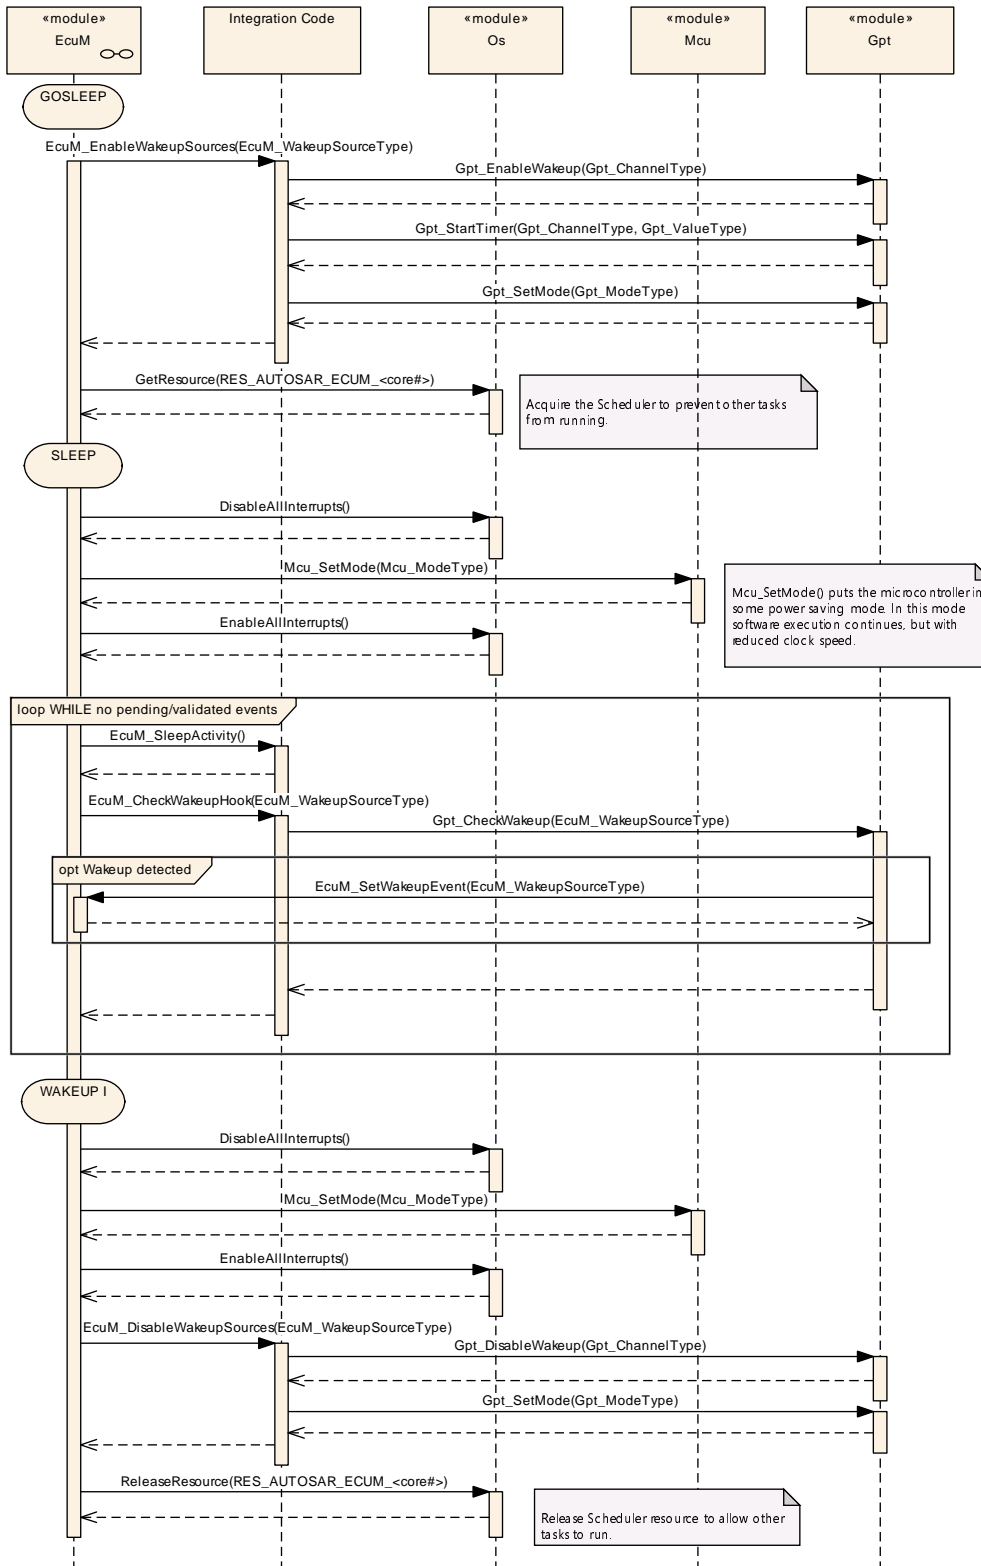 «module»
EcuM
Integration Code
«module»
Os
«module»
Mcu
«module»
Gpt
GOSLEEP
EcuM_EnableWakeupSources(EcuM_WakeupSourceType)
Gpt_EnableWakeup(Gpt_ChannelType)
Gpt_StartTimer(Gpt_ChannelType, Gpt_ValueType)
Gpt_SetMode(Gpt_ModeType)
GetResource(RES_AUTOSAR_ECUM_<core#>)
Acquire the Scheduler to prevent other tasks
from running.
SLEEP
DisableAllInterrupts()
Mcu_SetMode(Mcu_ModeType)
Mcu_SetMode() puts the microcontroller in
some power saving mode. In this mode
software execution continues, but with
reduced clock speed.
EnableAllInterrupts()
loop WHILE no pending/validated events
EcuM_SleepActivity()
EcuM_CheckWakeupHook(EcuM_WakeupSourceType)
Gpt_CheckWakeup(EcuM_WakeupSourceType)
opt Wakeup detected
EcuM_SetWakeupEvent(EcuM_WakeupSourceType)
WAKEUP I
DisableAllInterrupts()
Mcu_SetMode(Mcu_ModeType)
EnableAllInterrupts()
EcuM_DisableWakeupSources(EcuM_WakeupSourceType)
Gpt_DisableWakeup(Gpt_ChannelType)
Gpt_SetMode(Gpt_ModeType)
ReleaseResource(RES_AUTOSAR_ECUM_<core#>)
Release Scheduler resource to allow other
tasks to run.